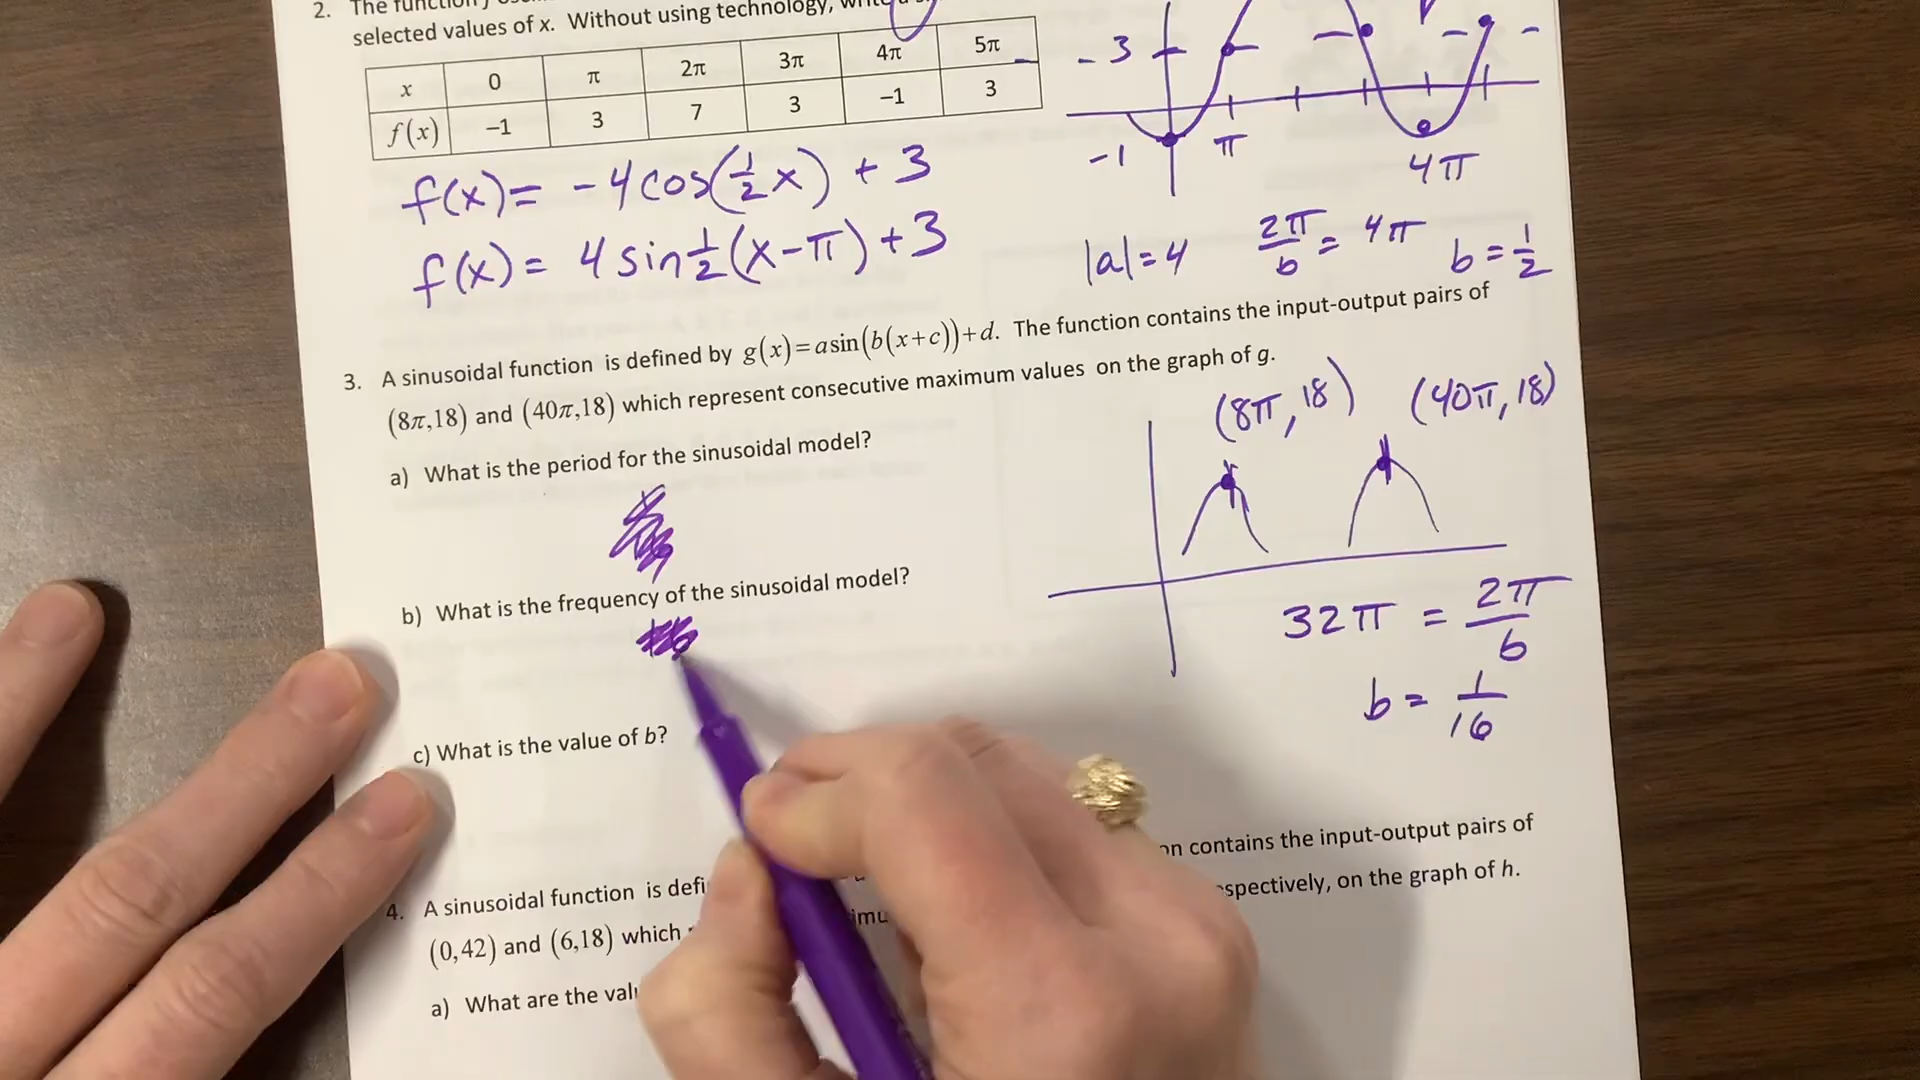 2. The function
selected values of x. Without using technology,
x 0 π 2π 3π 4π 5π
f(x) −1 3 7 3 −1 3
f(x) = -4cos(1/2 x) + 3
f(x) = 4 sin 1/2 (x-π) + 3
- 3
-1
π
4π
|a| = 4
2π/b = 4π
b = 1/2
3. A sinusoidal function is defined by g(x)=asin(b(x+c))+d. The function contains the input-output pairs of
(8π,18) and (40π,18) which represent consecutive maximum values on the graph of g.
(8π, 18) (40π, 18)
a) What is the period for the sinusoidal model?
b) What is the frequency of the sinusoidal model?
32π = 2π/b
b = 1/16
c) What is the value of b?
4. A sinusoidal function is contains the input-output pairs of
(0,42) and (6,18) which on the graph of h.
a) What are the